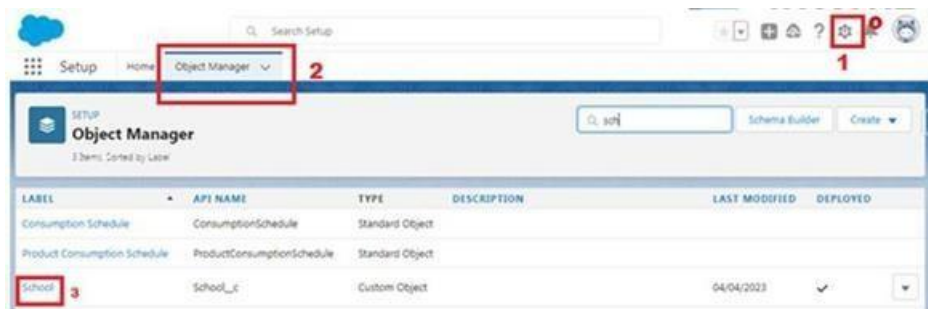 Search Setup
1
Setup Home Object Manager 2
SETUP
Object Manager
3 Items, Sorted by Label
sch
Schema Builder Create
LABEL API NAME TYPE DESCRIPTION LAST MODIFIED DEPLOYED
Consumption Schedule ConsumptionSchedule Standard Object
Product Consumption Schedule ProductConsumptionSchedule Standard Object
School 3 School__c Custom Object 04/04/2023